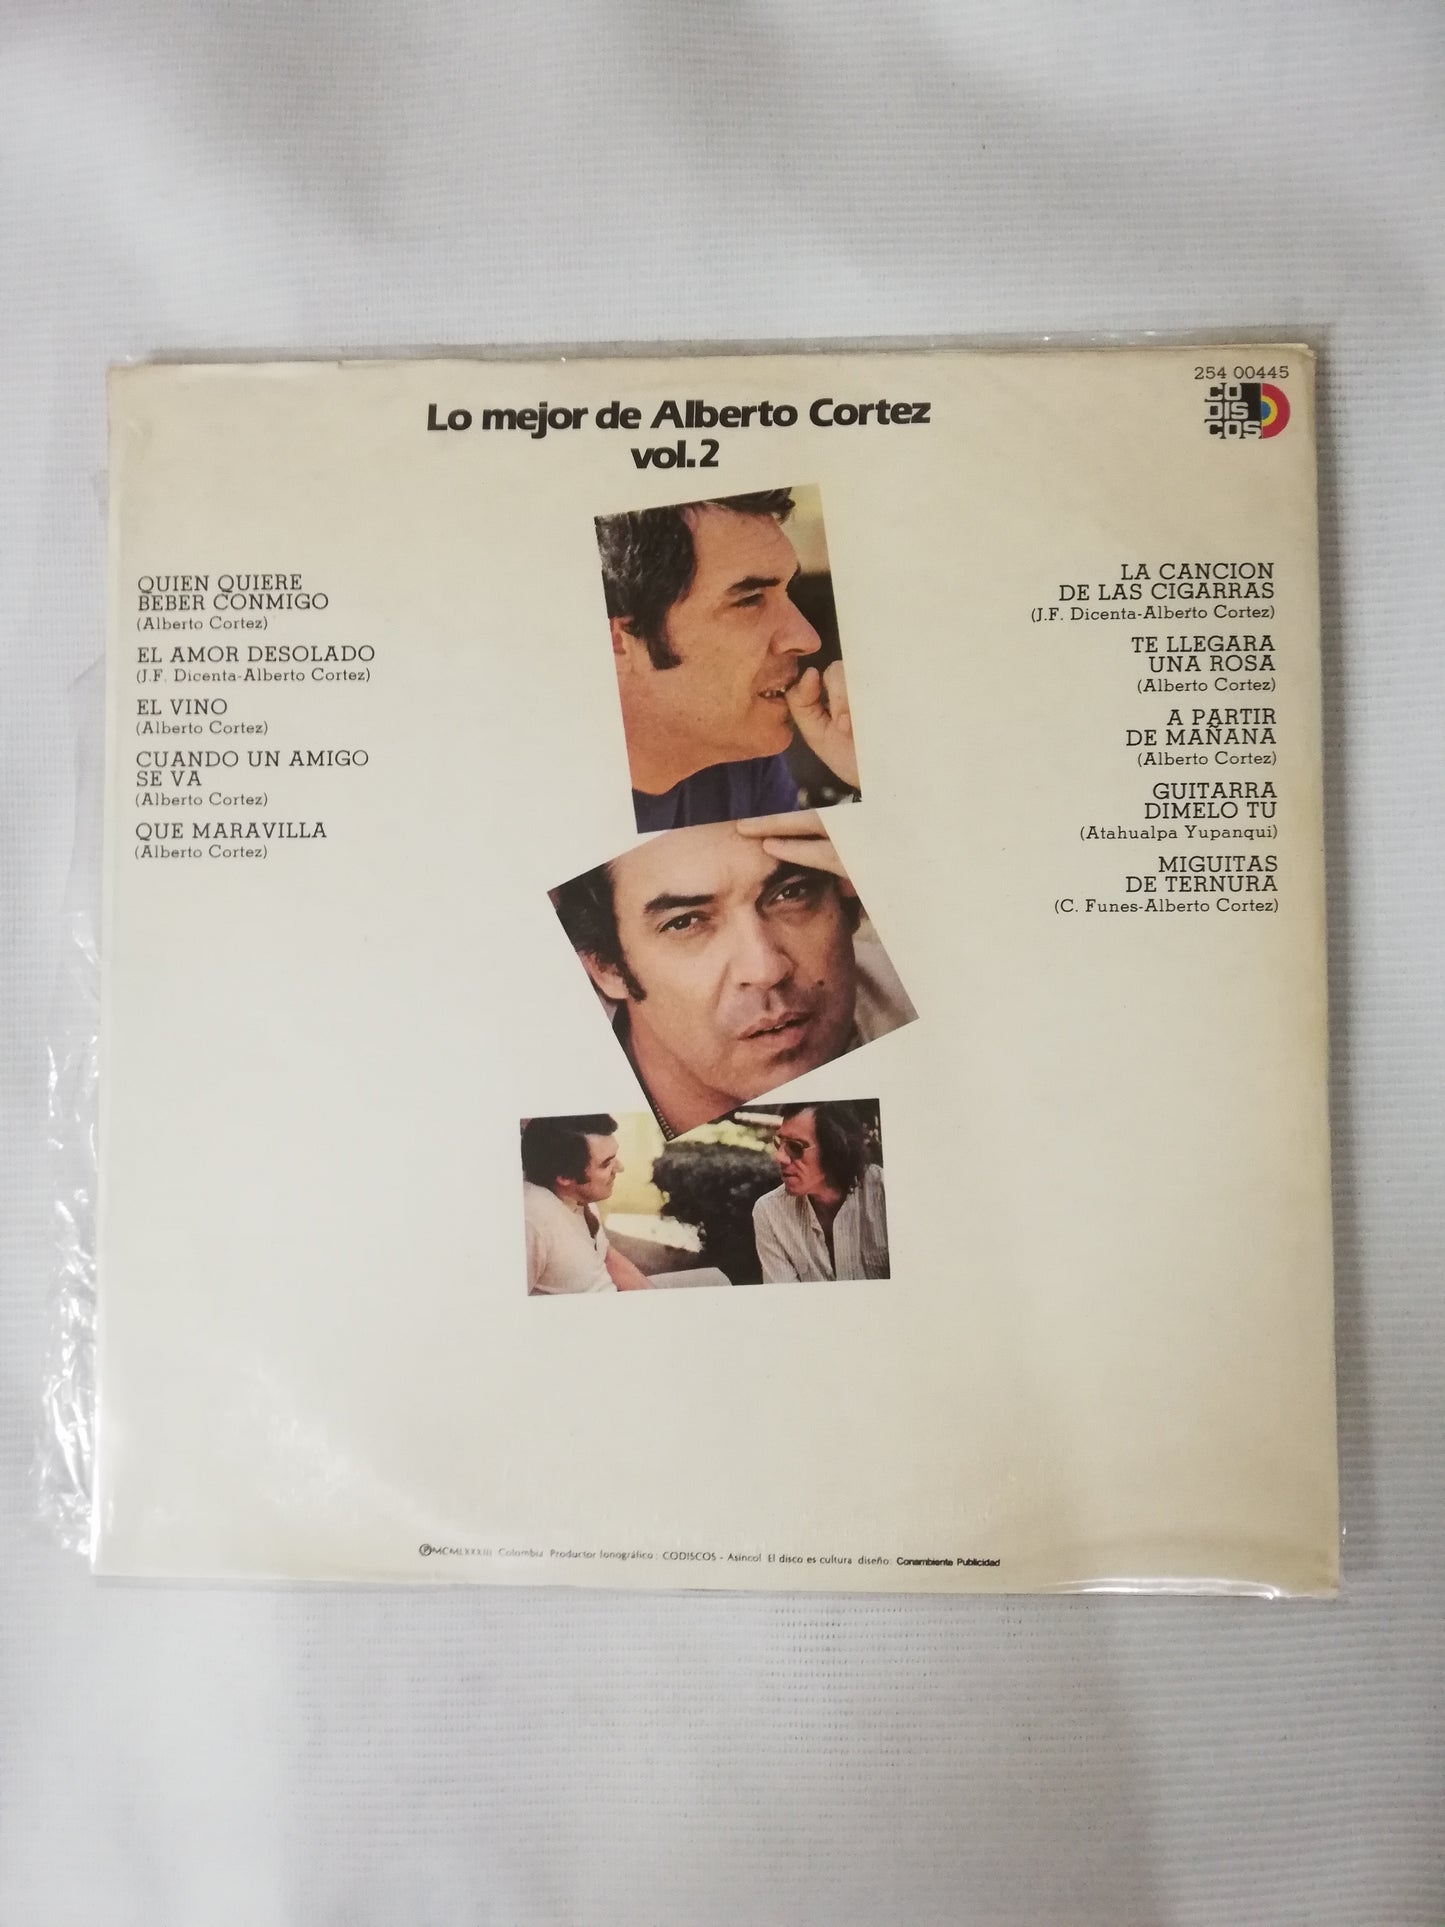 254 00445
CO
DIS
COS
Lo mejor de Alberto Cortez
vol.2
QUIEN QUIERE
BEBER CONMIGO
(Alberto Cortez)
EL AMOR DESOLADO
(J.F. Dicenta-Alberto Cortez)
EL VINO
(Alberto Cortez)
CUANDO UN AMIGO
SE VA
(Alberto Cortez)
QUE MARAVILLA
(Alberto Cortez)
LA CANCION
DE LAS CIGARRAS
(J.F. Dicenta-Alberto Cortez)
TE LLEGARA
UNA ROSA
(Alberto Cortez)
A PARTIR
DE MAÑANA
(Alberto Cortez)
GUITARRA
DIMELO TU
(Atahualpa Yupanqui)
MIGUITAS
DE TERNURA
(C. Funes-Alberto Cortez)
ⓅMCMLXXXIII Colombia Productor fonográfico: CODISCOS - Asincol El disco es cultura diseño: Conambiente Publicidad